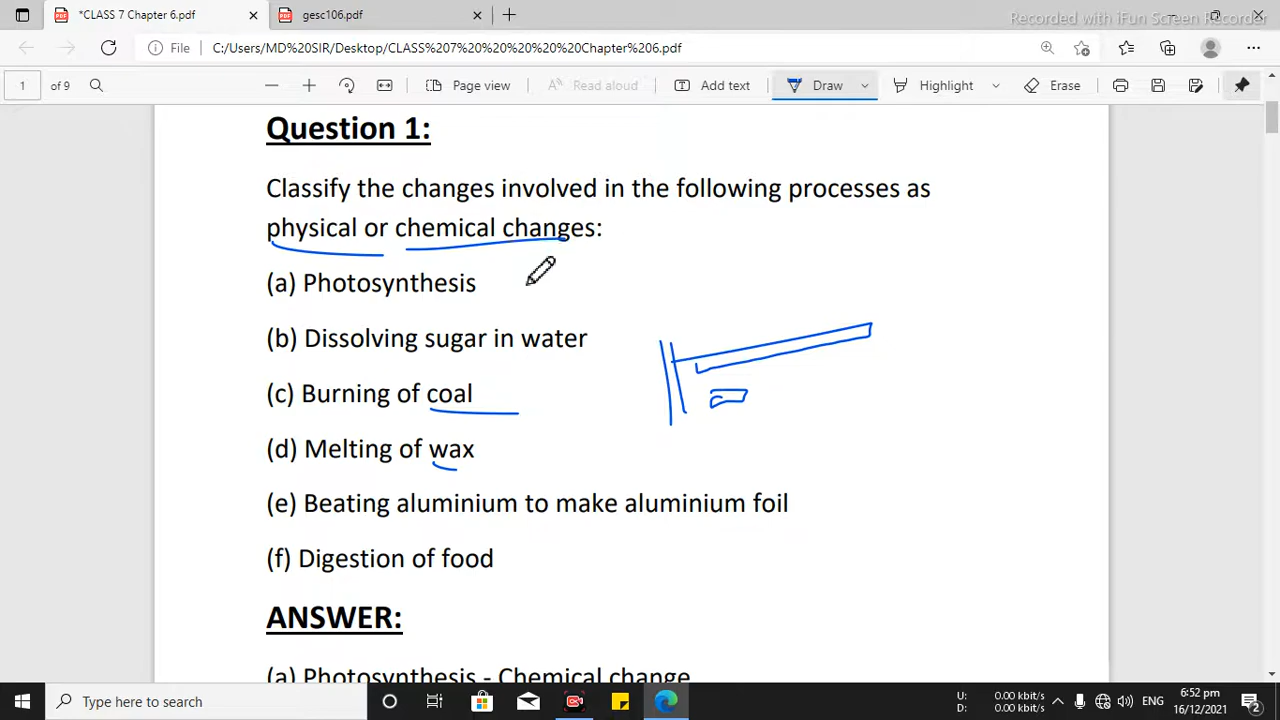 *CLASS 7 Chapter 6.pdf
gesc106.pdf
Recorded with iFun Screen Recorder
File
C:/Users/MD%20SIR/Desktop/CLASS%207%20%20%20%20%20Chapter%206.pdf
1 of 9
Page view
Read aloud
Add text
Draw
Highlight
Erase
Question 1:
Classify the changes involved in the following processes as
physical or chemical changes:
(a) Photosynthesis
(b) Dissolving sugar in water
(c) Burning of coal
(d) Melting of wax
(e) Beating aluminium to make aluminium foil
(f) Digestion of food
ANSWER:
(a) Photosynthesis - Chemical change
Type here to search
U: 0.00 kbit/s
D: 0.00 kbit/s
ENG
6:52 pm
16/12/2021
2